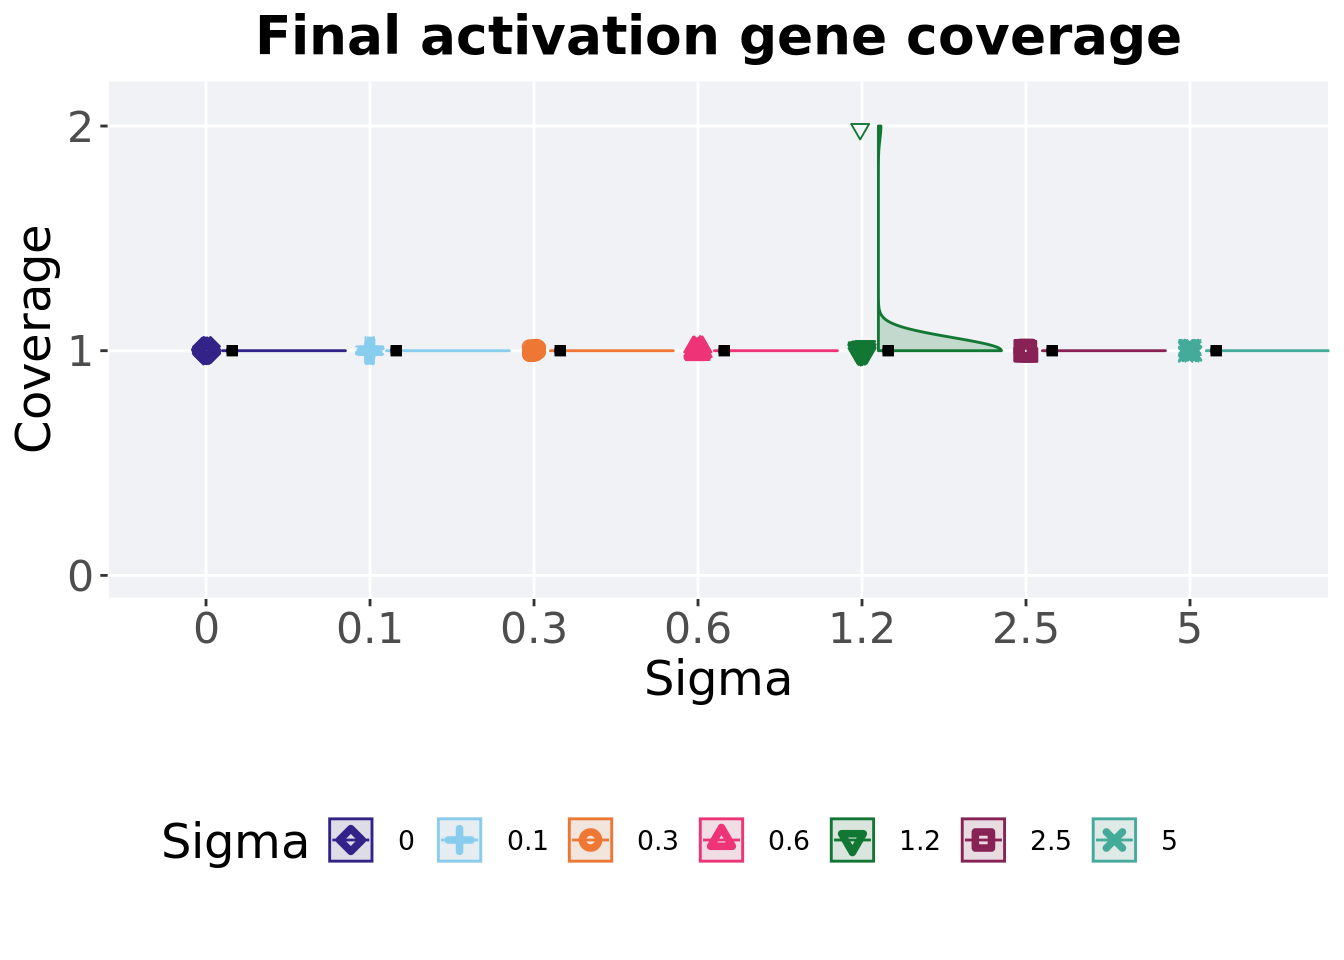 Final activation gene coverage
Coverage
2
1
0
0 0.1 0.3 0.6 1.2 2.5 5
Sigma
Sigma 0 0.1 0.3 0.6 1.2 2.5 5